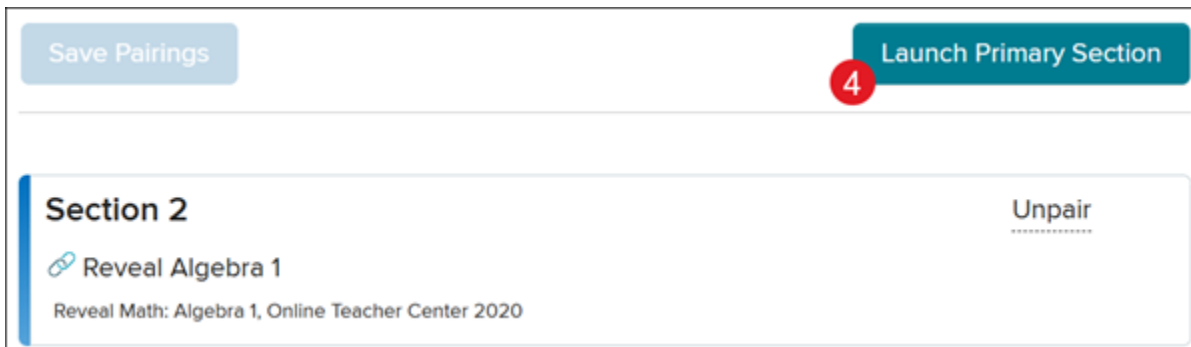 Save Pairings
Launch Primary Section
4
Section 2
Unpair
Reveal Algebra 1
Reveal Math: Algebra 1, Online Teacher Center 2020